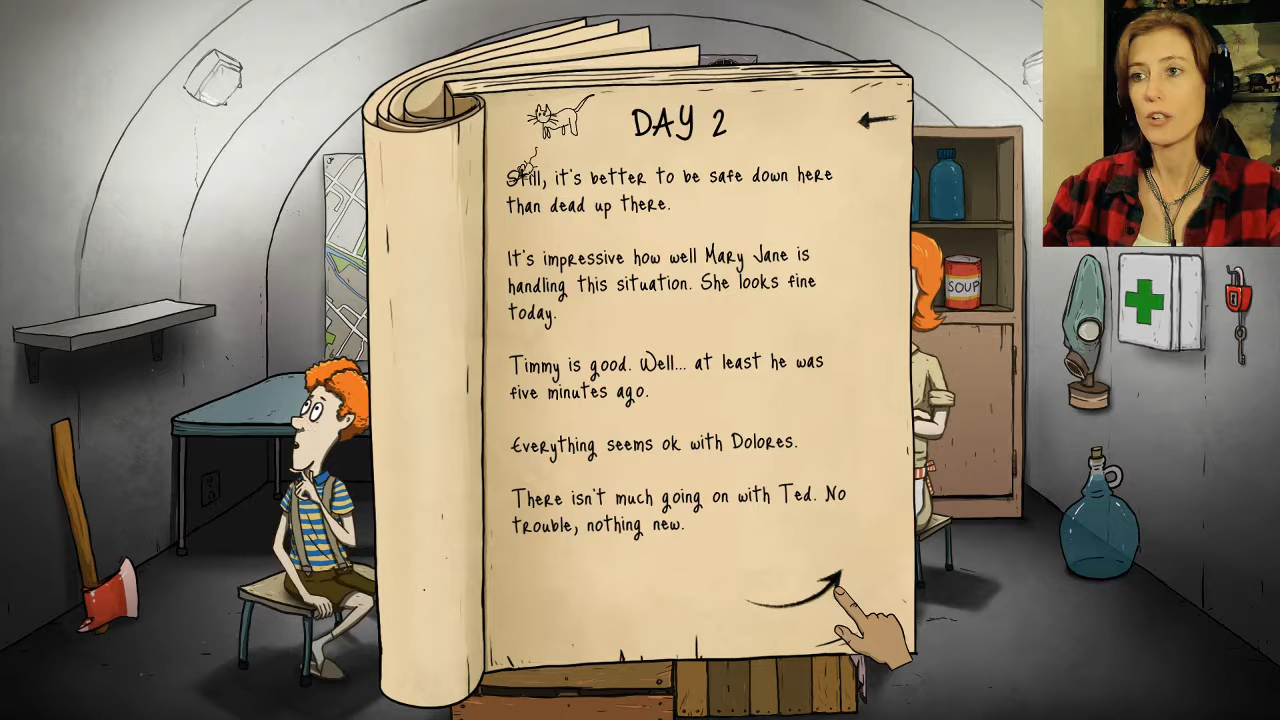 DAY 2
Still, it's better to be safe down here
than dead up there.
It's impressive how well Mary Jane is
handling this situation. She looks fine
today.
Timmy is good. Well... at least he was
five minutes ago.
Everything seems ok with Dolores.
There isn't much going on with Ted. No
trouble, nothing new.
SOUP